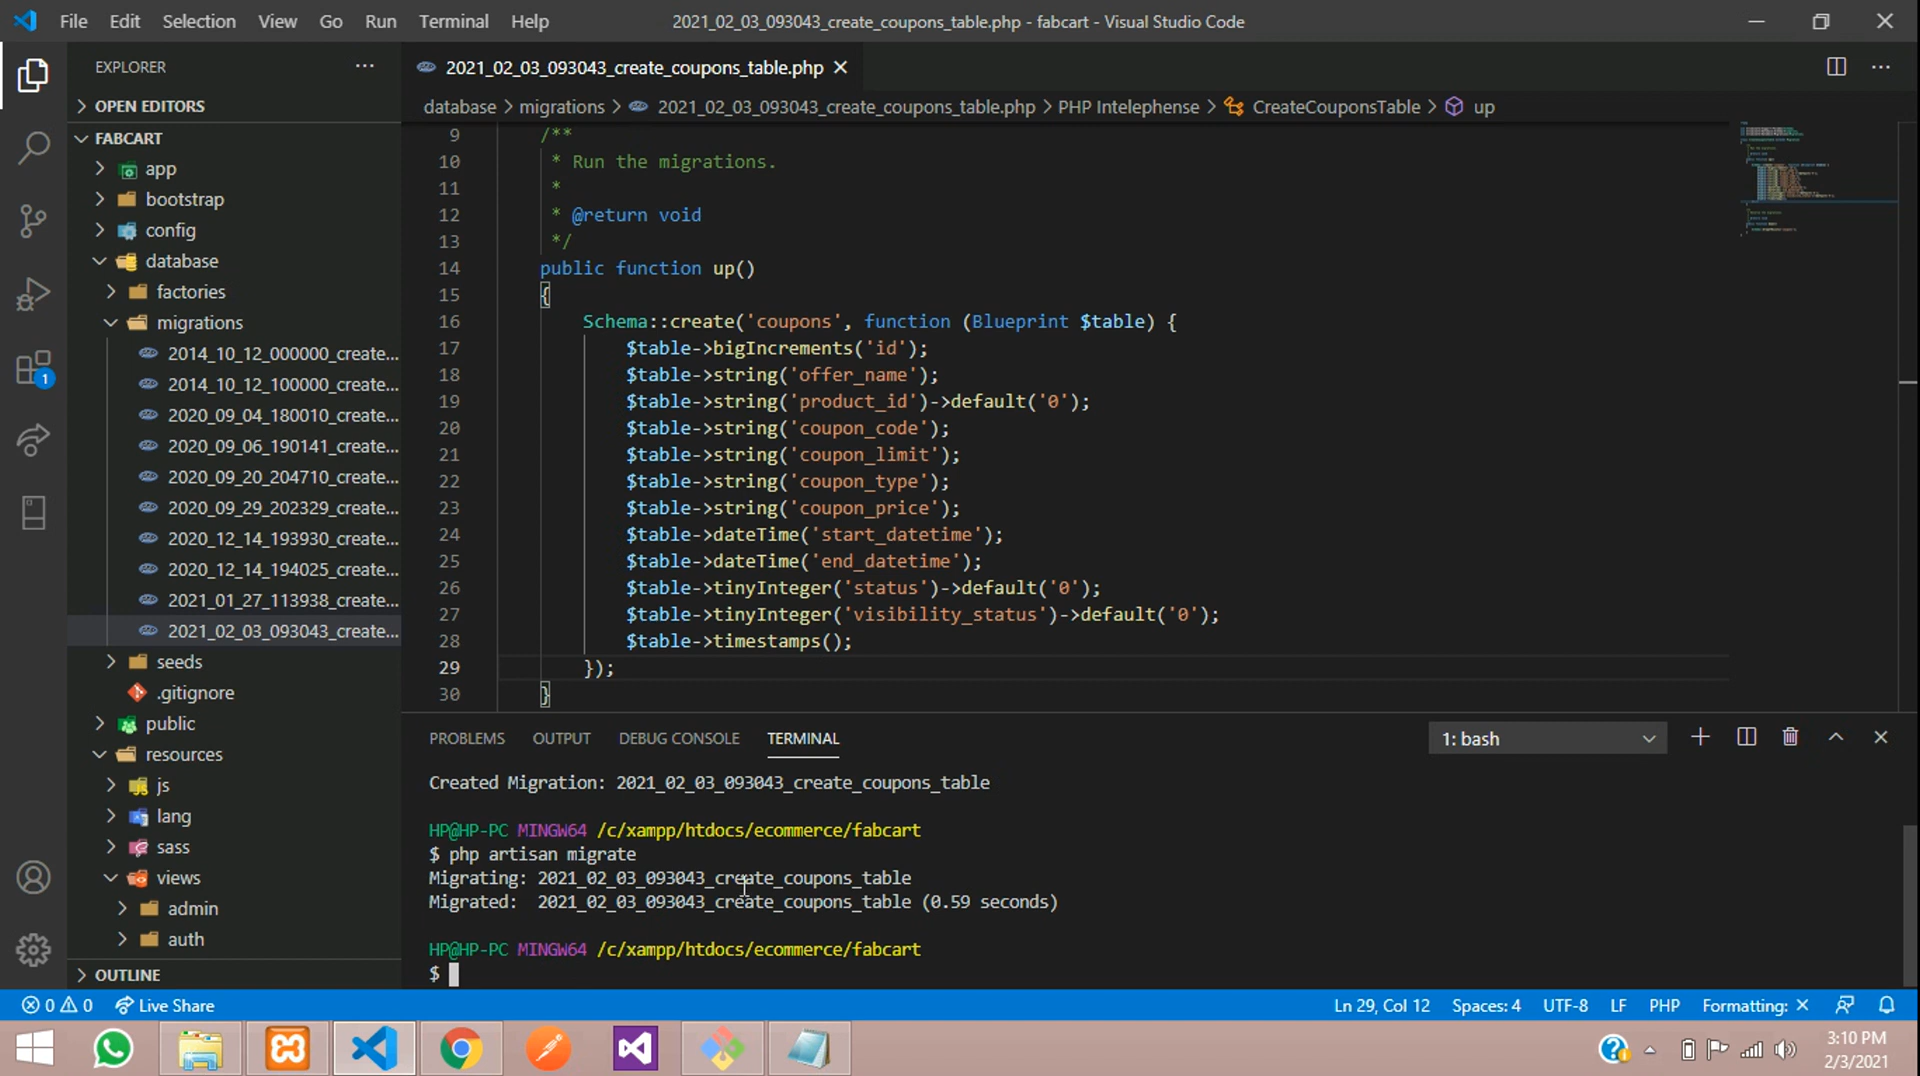 File Edit Selection View Go Run Terminal Help
2021_02_03_093043_create_coupons_table.php - fabcart - Visual Studio Code
EXPLORER
OPEN EDITORS
FABCART
app
bootstrap
config
database
factories
migrations
2014_10_12_000000_create...
2014_10_12_100000_create...
2020_09_04_180010_create...
2020_09_06_190141_create...
2020_09_20_204710_create...
2020_09_29_202329_create...
2020_12_14_193930_create...
2020_12_14_194025_create...
2021_01_27_113938_create...
2021_02_03_093043_create...
seeds
.gitignore
public
resources
js
lang
sass
views
admin
auth
OUTLINE
2021_02_03_093043_create_coupons_table.php
database > migrations > 2021_02_03_093043_create_coupons_table.php > PHP Intelephense > CreateCouponsTable > up
9 /**
10 * Run the migrations.
11 *
12 * @return void
13 */
14 public function up()
15 {
16 Schema::create('coupons', function (Blueprint $table) {
17 $table->bigIncrements('id');
18 $table->string('offer_name');
19 $table->string('product_id')->default('0');
20 $table->string('coupon_code');
21 $table->string('coupon_limit');
22 $table->string('coupon_type');
23 $table->string('coupon_price');
24 $table->dateTime('start_datetime');
25 $table->dateTime('end_datetime');
26 $table->tinyInteger('status')->default('0');
27 $table->tinyInteger('visibility_status')->default('0');
28 $table->timestamps();
29 });
30 }
PROBLEMS OUTPUT DEBUG CONSOLE TERMINAL
1: bash
Created Migration: 2021_02_03_093043_create_coupons_table
HP@HP-PC MINGW64 /c/xampp/htdocs/ecommerce/fabcart
$ php artisan migrate
Migrating: 2021_02_03_093043_create_coupons_table
Migrated: 2021_02_03_093043_create_coupons_table (0.59 seconds)
HP@HP-PC MINGW64 /c/xampp/htdocs/ecommerce/fabcart
$
1
0 0 Live Share
Ln 29, Col 12 Spaces: 4 UTF-8 LF PHP Formatting: ×
3:10 PM
2/3/2021